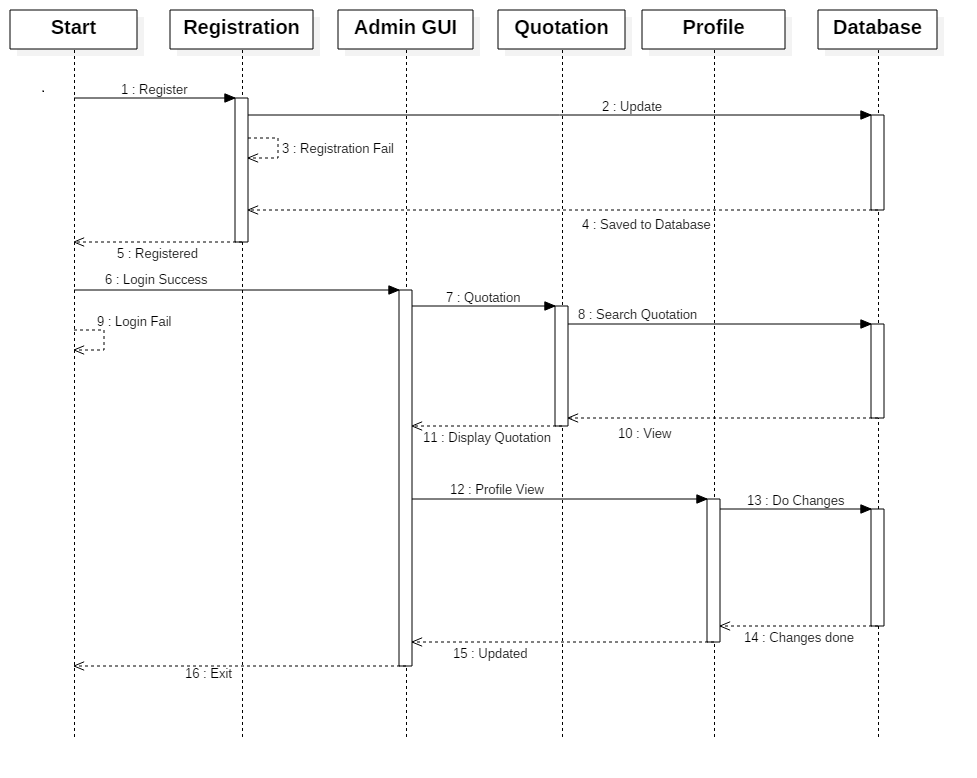 Start
Registration
Admin GUI
Quotation
Profile
Database
1 : Register
2 : Update
3 : Registration Fail
4 : Saved to Database
5 : Registered
6 : Login Success
7 : Quotation
8 : Search Quotation
9 : Login Fail
10 : View
11 : Display Quotation
12 : Profile View
13 : Do Changes
14 : Changes done
15 : Updated
16 : Exit